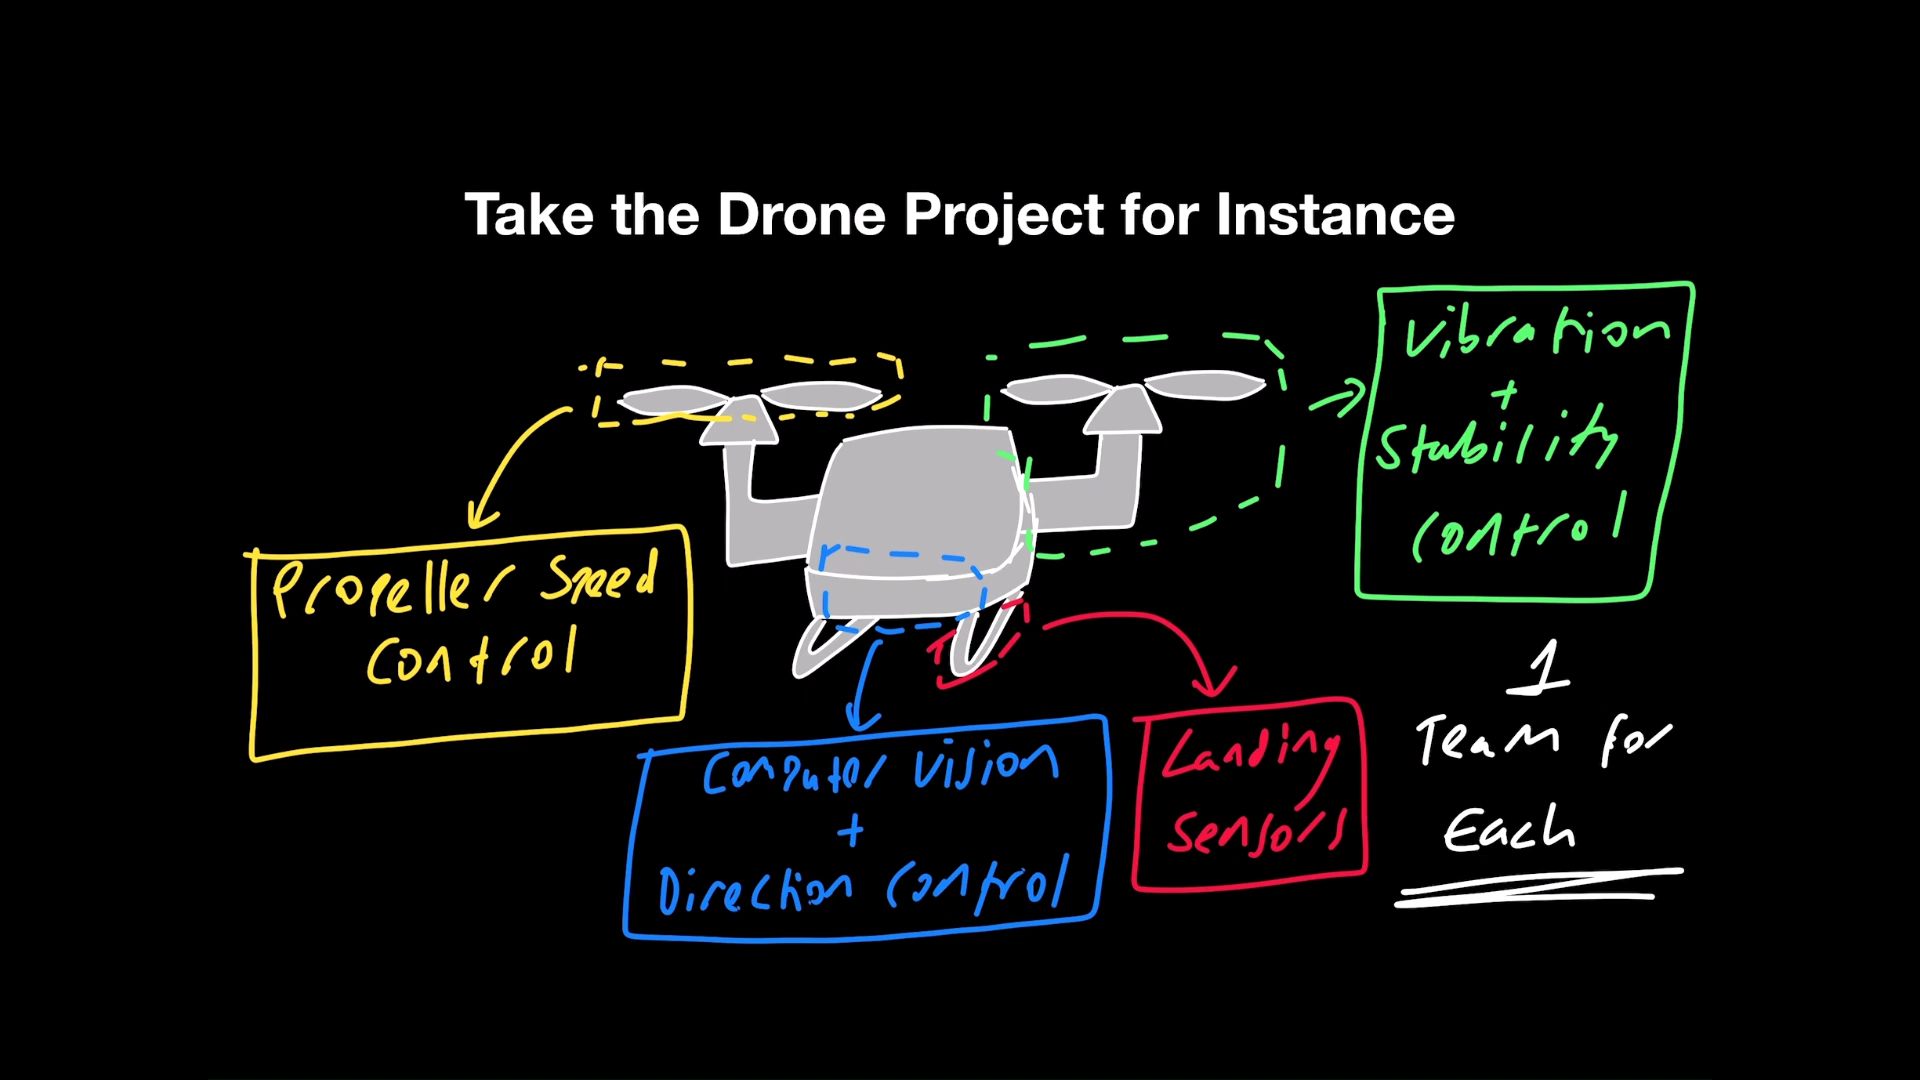 Take the Drone Project for Instance
Vibration
+
Stability
Control
Propeller Speed
Control
Computer Vision
+
Direction Control
Landing
Sensors
1
Team for
Each